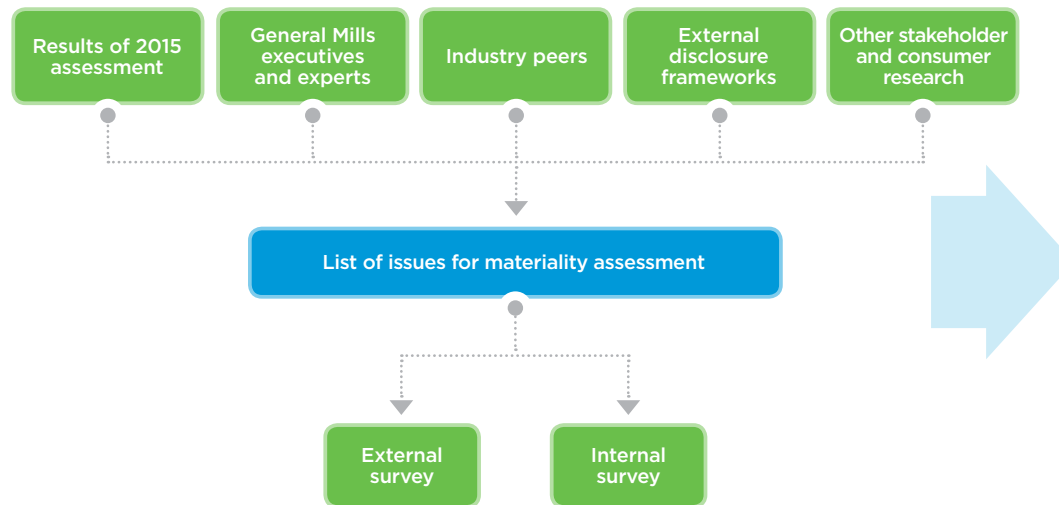 Results of 2015
assessment
General Mills
executives
and experts
Industry peers
External
disclosure
frameworks
Other stakeholder
and consumer
research
List of issues for materiality assessment
External
survey
Internal
survey